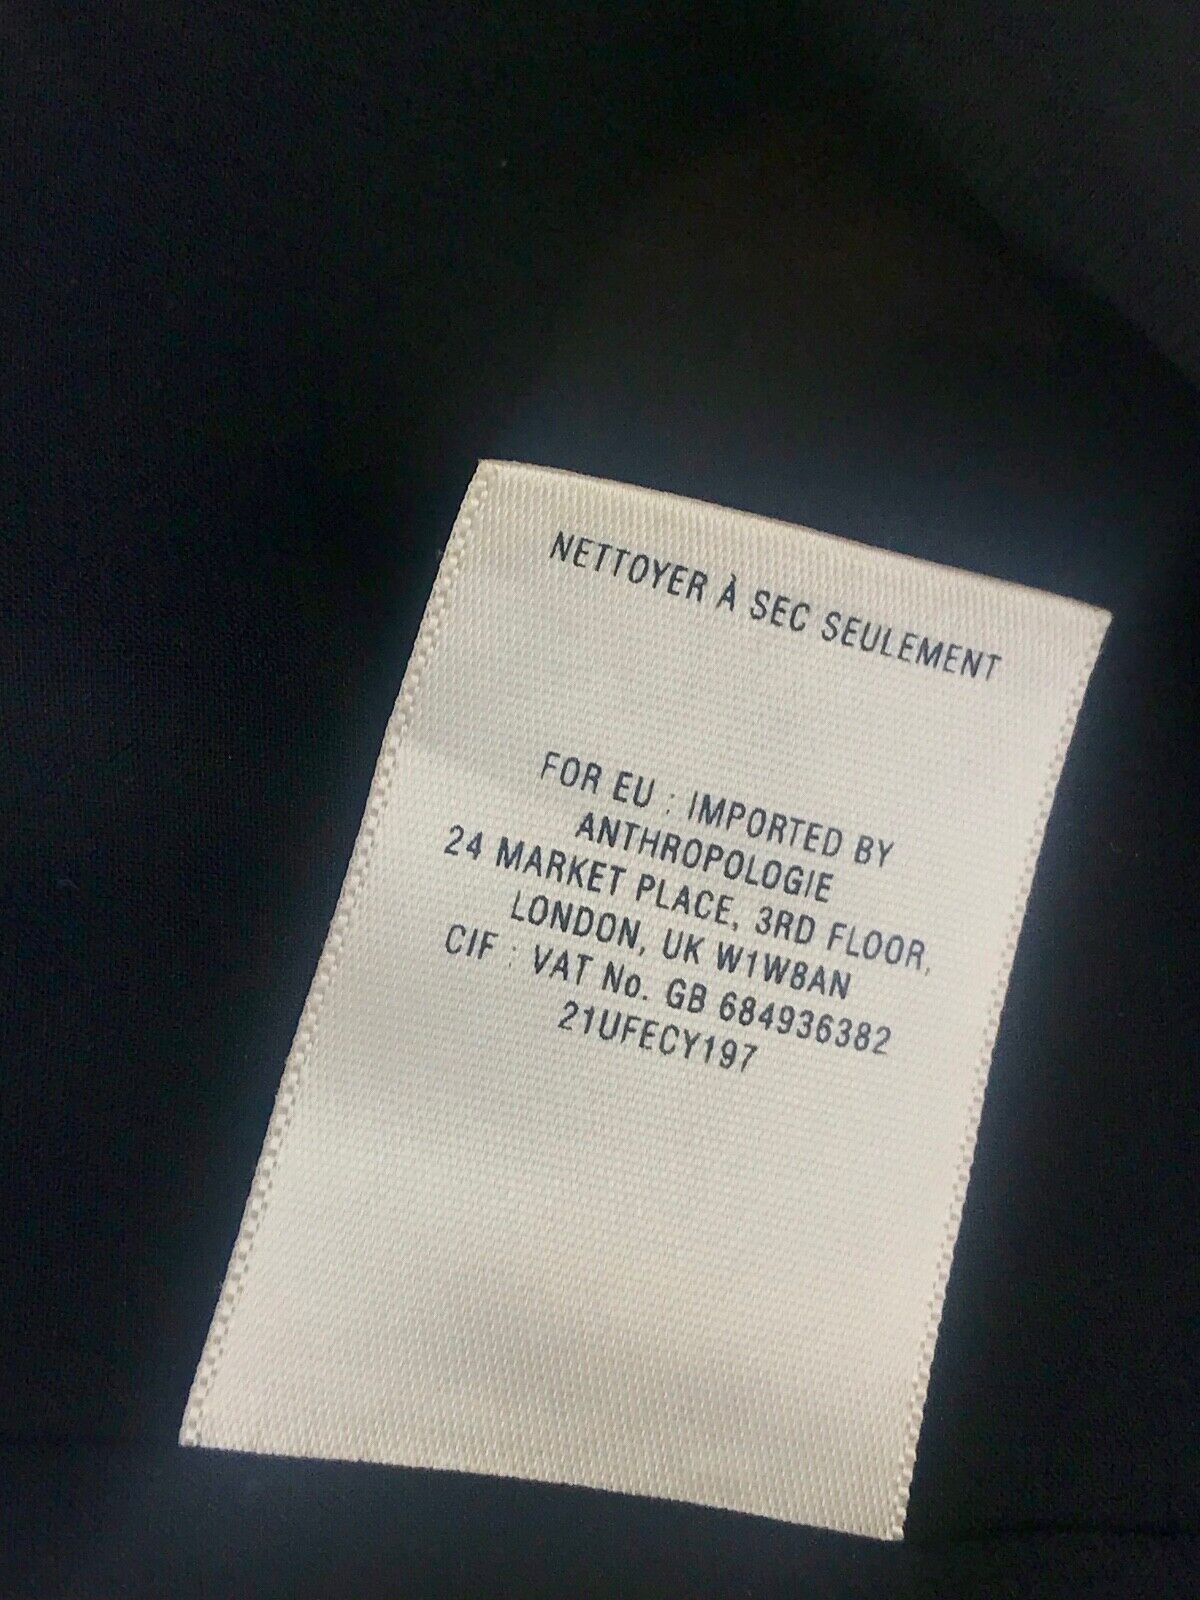 NETTOYER À SEC SEULEMENT
FOR EU : IMPORTED BY
ANTHROPOLOGIE
24 MARKET PLACE, 3RD FLOOR,
LONDON, UK W1W8AN
CIF : VAT No. GB 684936382
21UFECY197